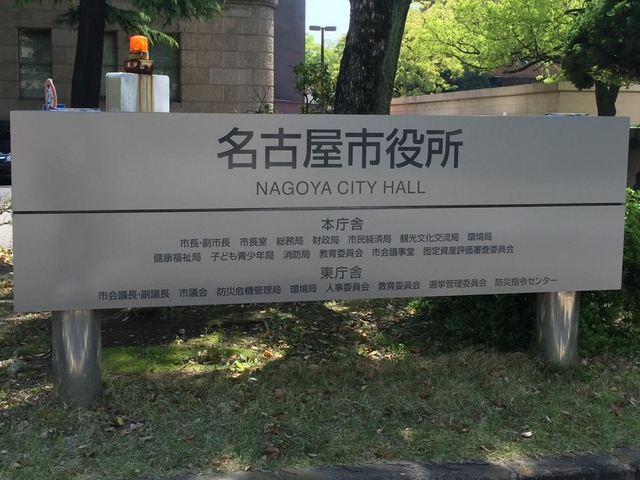 名古屋市役所
NAGOYA CITY HALL
本庁舎
市長・副市長 市長室 総務局 財政局 市民経済局 観光文化交流局 環境局
健康福祉局 子ども青少年局 消防局 教育委員会 市会議事堂 固定資産評価審査委員会
東庁舎
市会議長・副議長 市議会 防災危機管理局 環境局 人事委員会 教育委員会 選挙管理委員会 防災指令センター